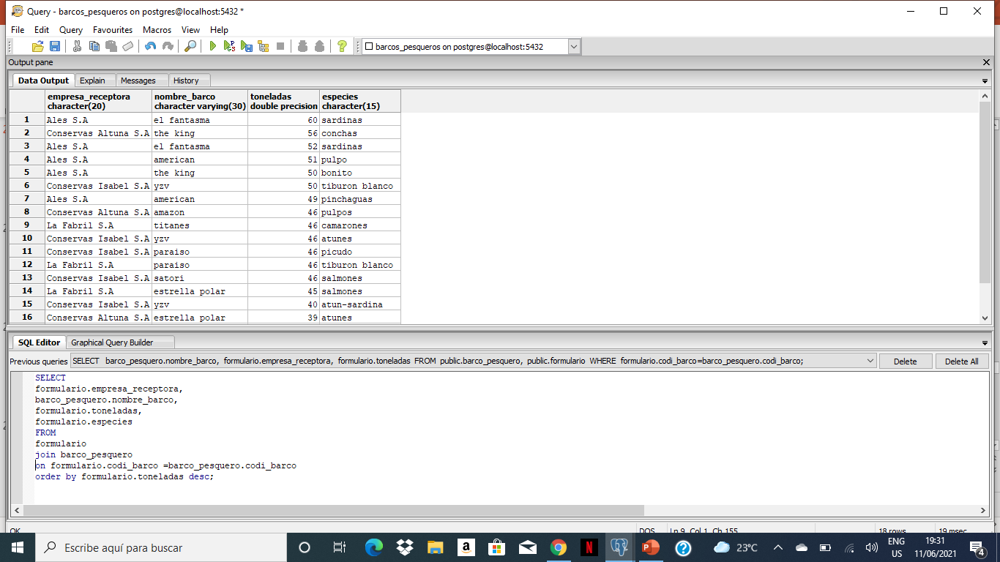 Query - barcos_pesqueros on postgres@localhost:5432 *
File Edit Query Favourites Macros View Help
barcos_pesqueros on postgres@localhost:5432
Output pane
Data Output Explain Messages History
empresa_receptora nombre_barco toneladas especies
character(20) character varying(30) double precision character(15)
1 Ales S.A el fantasma 60 sardinas
2 Conservas Altuna S.A the king 56 conchas
3 Ales S.A el fantasma 52 sardinas
4 Ales S.A american 51 pulpo
5 Ales S.A the king 50 bonito
6 Conservas Isabel S.A yzv 50 tiburon blanco
7 Ales S.A american 49 pinchaguas
8 Conservas Altuna S.A amazon 46 pulpos
9 La Fabril S.A titanes 46 camarones
10 Conservas Isabel S.A yzv 46 atunes
11 Conservas Isabel S.A paraiso 46 picudo
12 La Fabril S.A paraiso 46 tiburon blanco
13 Conservas Isabel S.A satori 46 salmones
14 La Fabril S.A estrella polar 45 salmones
15 Conservas Isabel S.A yzv 40 atun-sardina
16 Conservas Altuna S.A estrella polar 39 atunes
SQL Editor Graphical Query Builder
Previous queries SELECT barco_pesquero.nombre_barco, formulario.empresa_receptora, formulario.toneladas FROM public.barco_pesquero, public.formulario WHERE formulario.codi_barco=barco_pesquero.codi_barco; Delete Delete All
SELECT
formulario.empresa_receptora,
barco_pesquero.nombre_barco,
formulario.toneladas,
formulario.especies
FROM
formulario
join barco_pesquero
on formulario.codi_barco =barco_pesquero.codi_barco
order by formulario.toneladas desc;
OK DOS Ln 9, Col 1, Ch 155 18 rows 19 msec
Escribe aquí para buscar 23°C ENG 19:31
US 11/06/2021 4